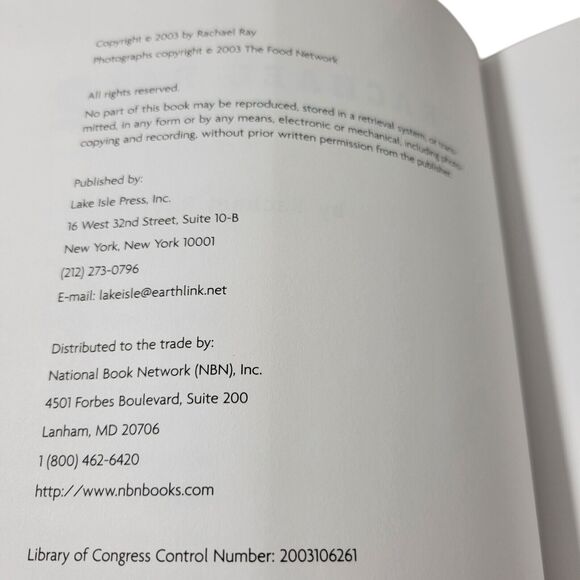 Copyright © 2003 by Rachael Ray
Photographs copyright © 2003 The Food Network
All rights reserved.
No part of this book may be reproduced, stored in a retrieval system, or trans-
mitted, in any form or by any means, electronic or mechanical, including photo-
copying and recording, without prior written permission from the publisher.
Published by:
Lake Isle Press, Inc.
16 West 32nd Street, Suite 10-B
New York, New York 10001
(212) 273-0796
E-mail: lakeisle@earthlink.net
Distributed to the trade by:
National Book Network (NBN), Inc.
4501 Forbes Boulevard, Suite 200
Lanham, MD 20706
1 (800) 462-6420
http://www.nbnbooks.com
Library of Congress Control Number: 2003106261